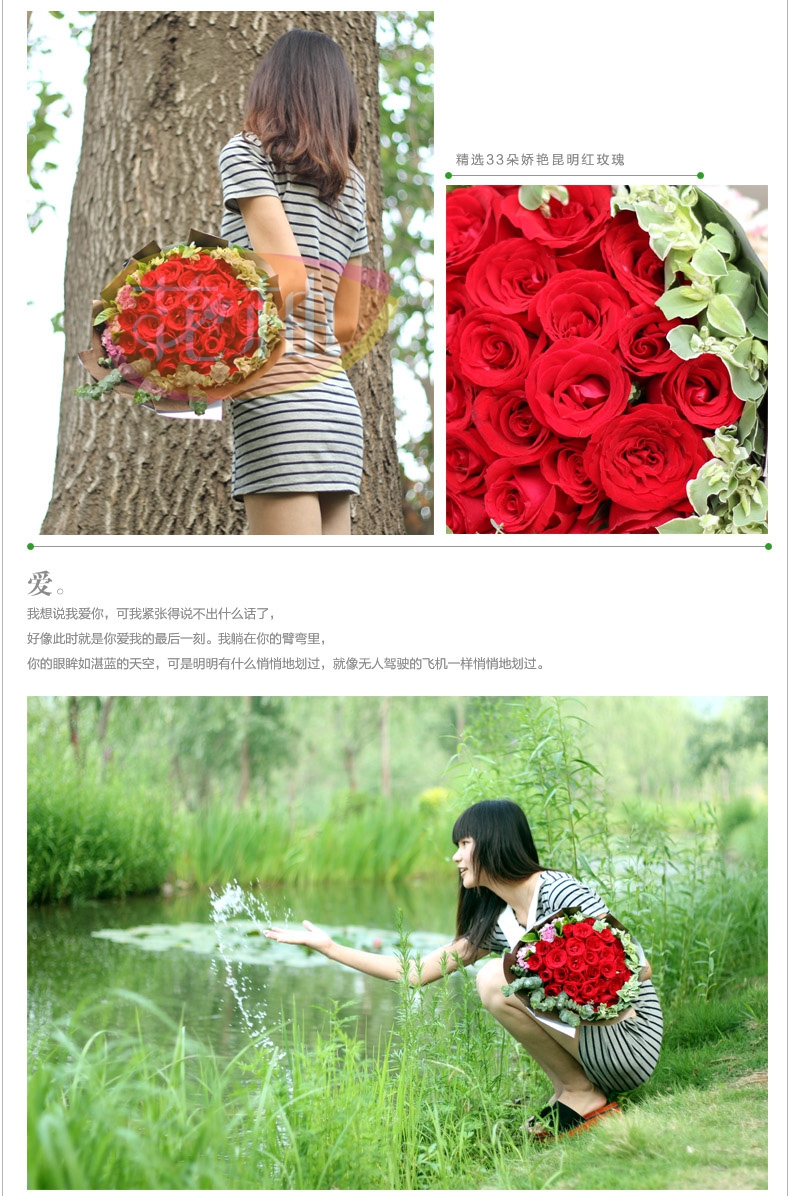 精选33朵娇艳昆明红玫瑰
爱。
我想说我爱你，可我紧张得说不出什么话了，
好像此时就是你爱我的最后一刻。我躺在你的臂弯里，
你的眼眸如湛蓝的天空，可是明明有什么悄悄地划过，就像无人驾驶的飞机一样悄悄地划过。